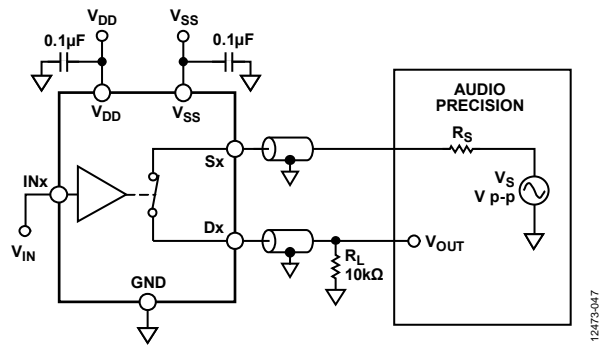 VDD
VSS
0.1µF
0.1µF
VDD
VSS
AUDIO
PRECISION
RS
Sx
VS
V p-p
INx
VIN
Dx
VOUT
RL
10kΩ
GND
12473-047